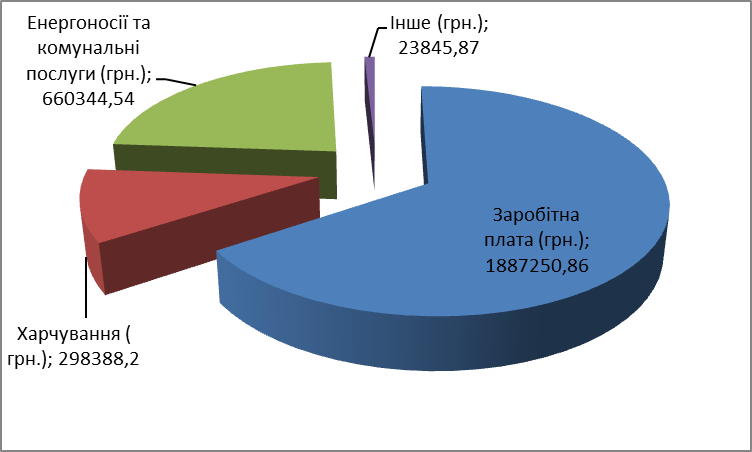 Енергоносії та
комунальні
послуги (грн.);
660344,54
Інше (грн.);
23845,87
Заробітна
плата (грн.);
1887250,86
Харчування (
грн.); 298388,2